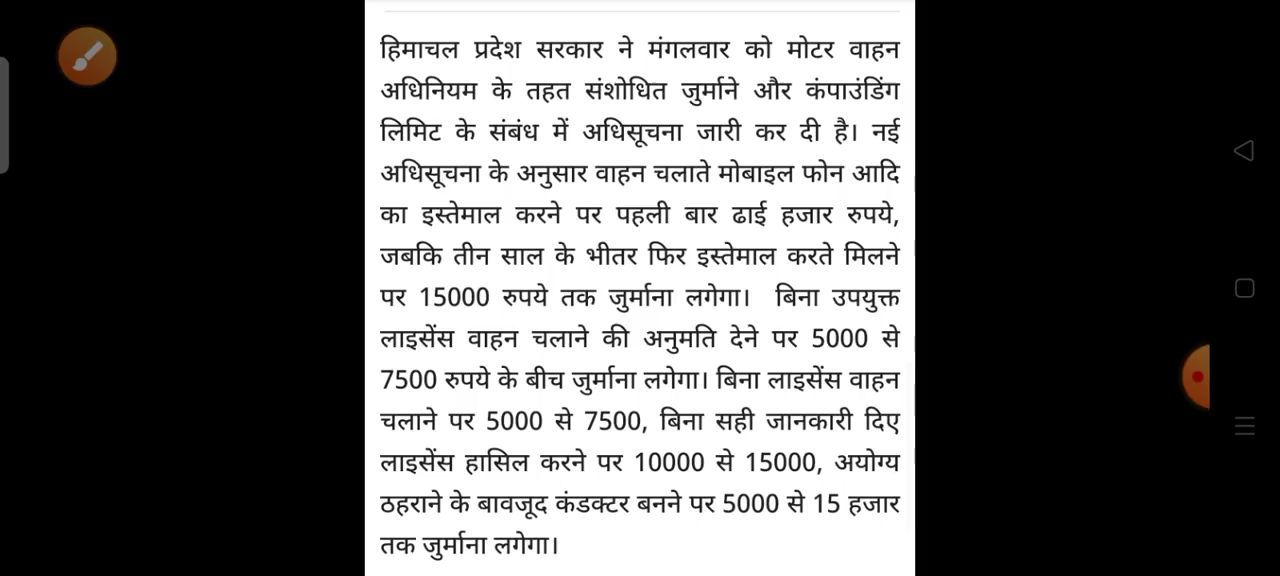 हिमाचल प्रदेश सरकार ने मंगलवार को मोटर वाहन
अधिनियम के तहत संशोधित जुर्माने और कंपाउंडिंग
लिमिट के संबंध में अधिसूचना जारी कर दी है। नई
अधिसूचना के अनुसार वाहन चलाते मोबाइल फोन आदि
का इस्तेमाल करने पर पहली बार ढाई हजार रुपये,
जबकि तीन साल के भीतर फिर इस्तेमाल करते मिलने
पर 15000 रुपये तक जुर्माना लगेगा। बिना उपयुक्त
लाइसेंस वाहन चलाने की अनुमति देने पर 5000 से
7500 रुपये के बीच जुर्माना लगेगा। बिना लाइसेंस वाहन
चलाने पर 5000 से 7500, बिना सही जानकारी दिए
लाइसेंस हासिल करने पर 10000 से 15000, अयोग्य
ठहराने के बावजूद कंडक्टर बनने पर 5000 से 15 हजार
तक जुर्माना लगेगा।